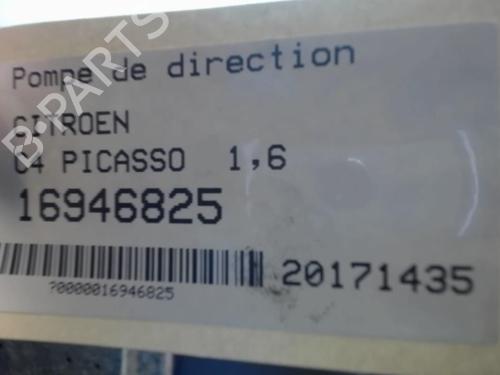 Pompe de direction
CITROEN
C4 PICASSO 1,6
16946825
20171435
?0000016946825
B-PARTS